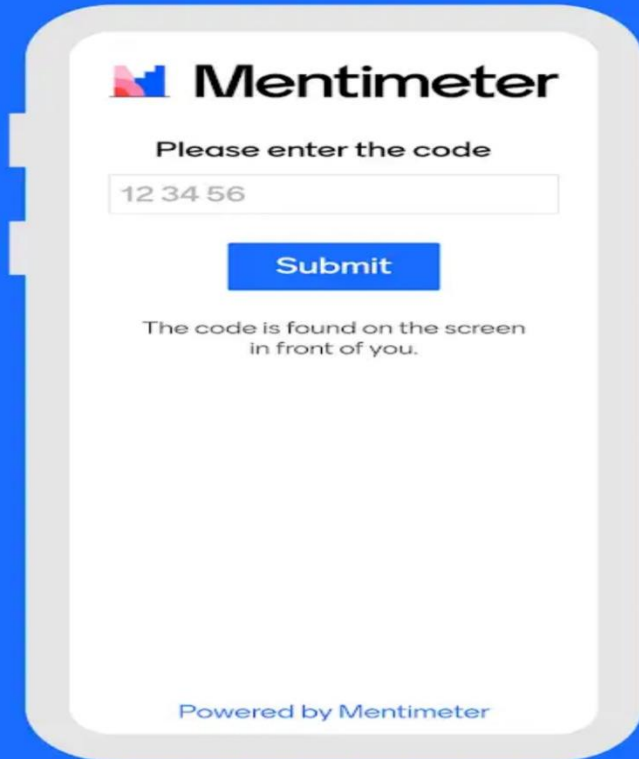 Mentimeter
Please enter the code
12 34 56
Submit
The code is found on the screen
in front of you.
Powered by Mentimeter